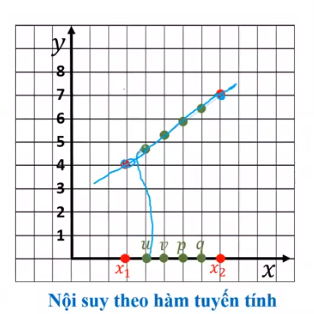 y
8
7
6
5
4
3
2
1
u v p q
x₁ x₂ x
Nội suy theo hàm tuyến tính